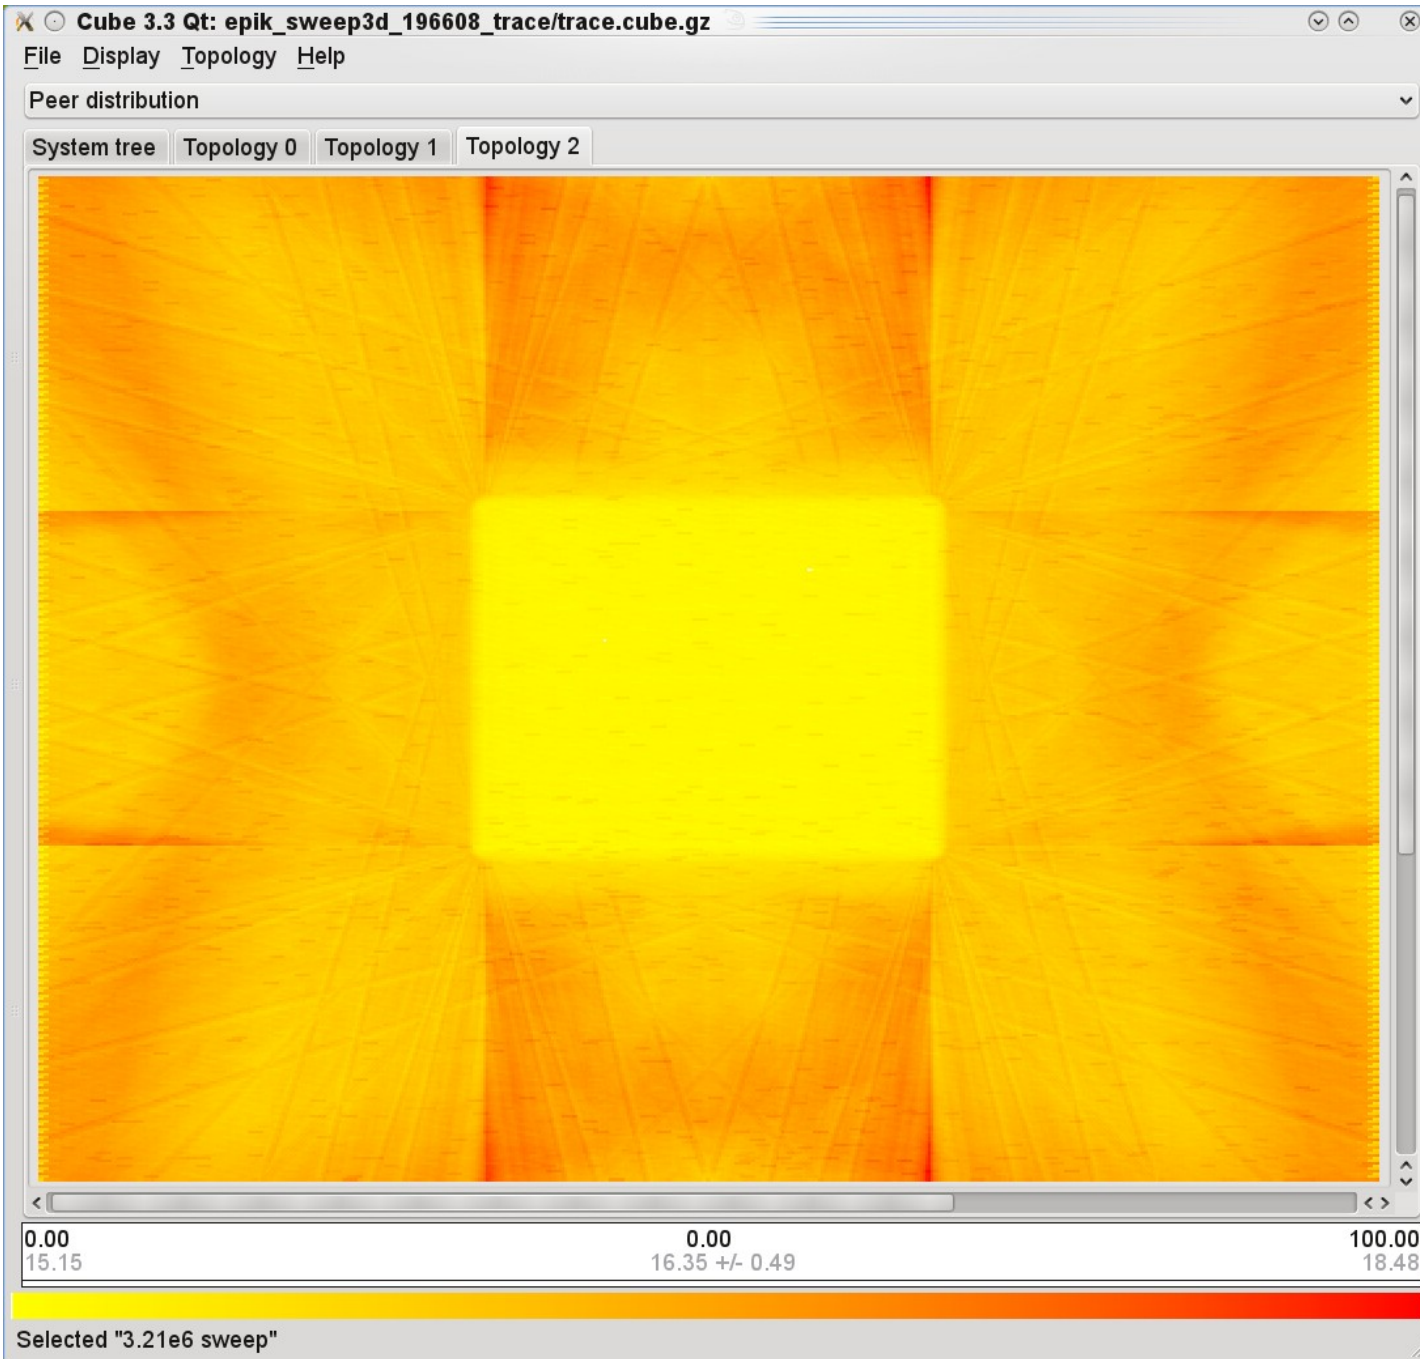 Cube 3.3 Qt: epik_sweep3d_196608_trace/trace.cube.gz
File Display Topology Help
Peer distribution
System tree Topology 0 Topology 1 Topology 2
0.00 0.00 100.00
15.15 16.35 +/- 0.49 18.48
Selected "3.21e6 sweep"